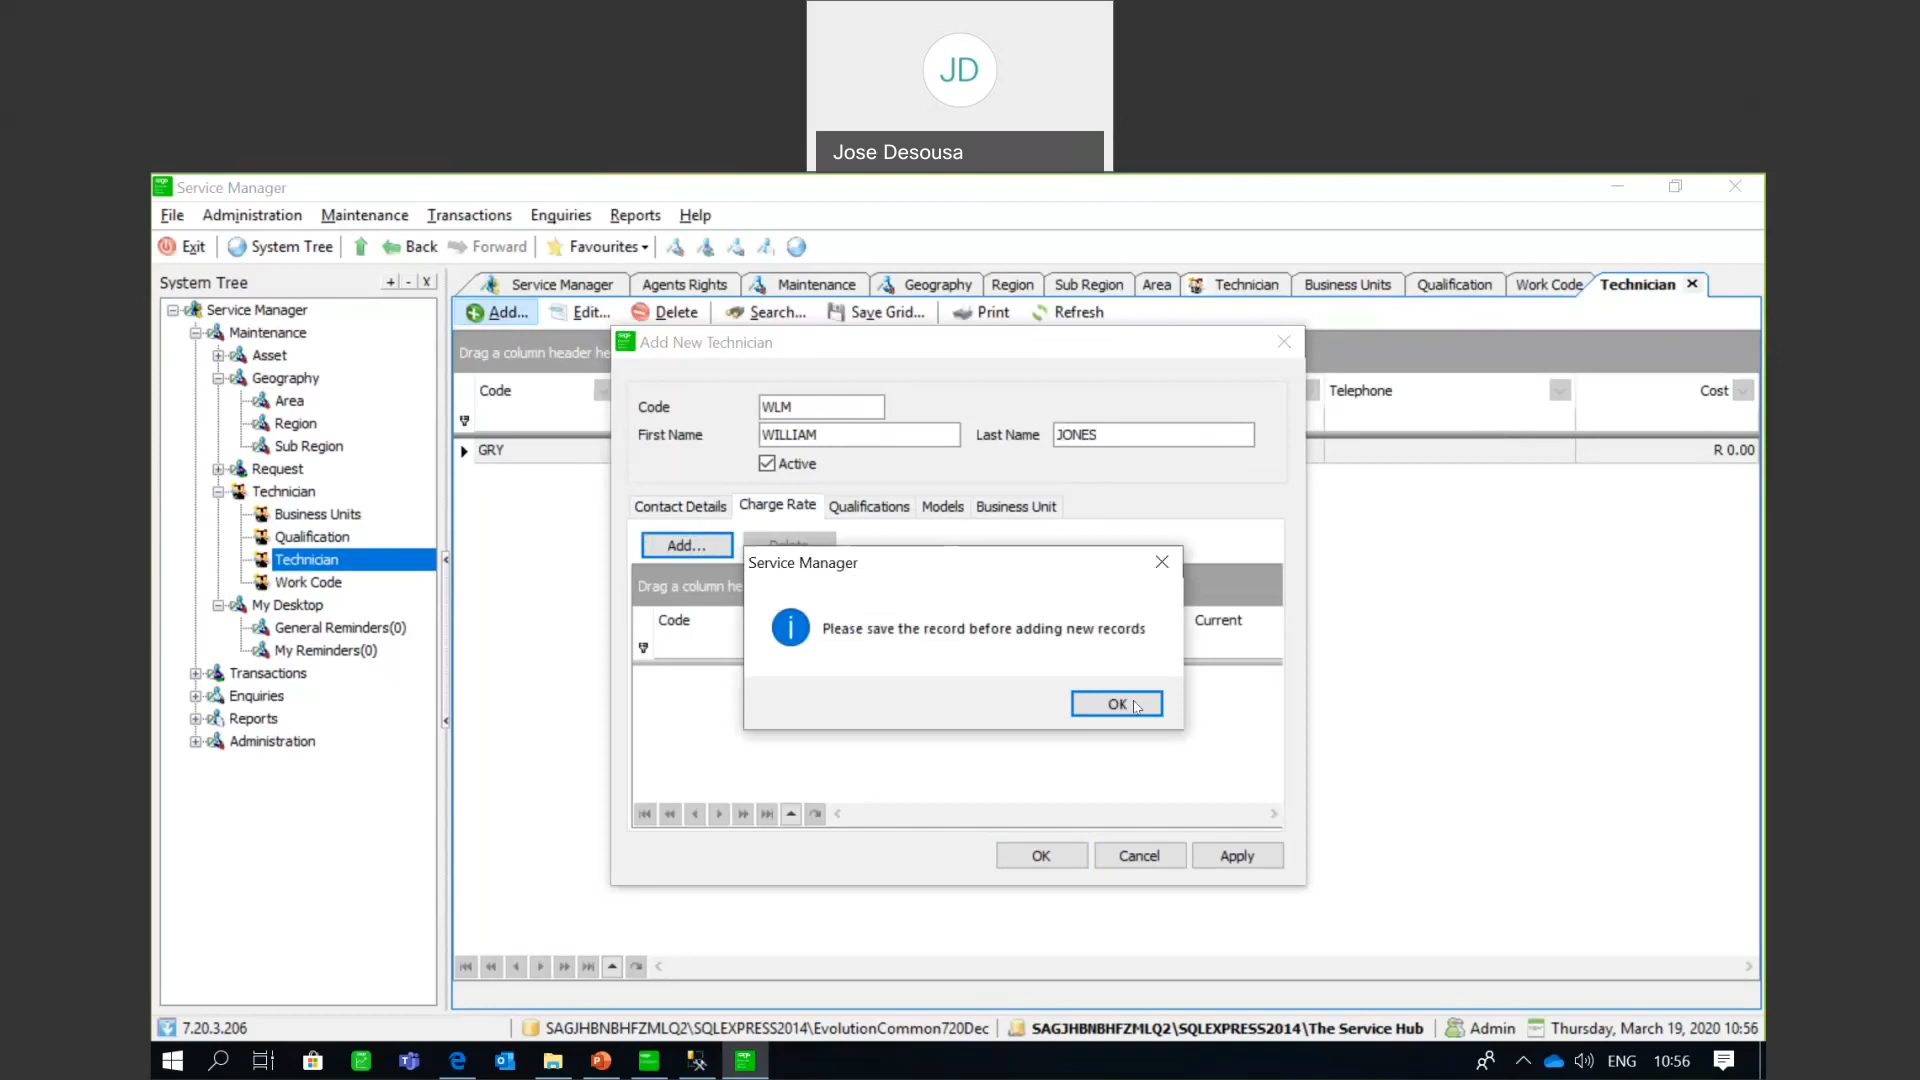 JD
Jose Desousa
Service Manager
File Administration Maintenance Transactions Enquiries Reports Help
Exit System Tree Back Forward Favourites
System Tree + - X
Service Manager Agents Rights Maintenance Geography Region Sub Region Area Technician Business Units Qualification Work Code Technician
Add... Edit... Delete Search... Save Grid... Print Refresh
Service Manager
Maintenance
Asset
Geography
Area
Region
Sub Region
Request
Technician
Business Units
Qualification
Technician
Work Code
My Desktop
General Reminders(0)
My Reminders(0)
Transactions
Enquiries
Reports
Administration
Drag a column header he
Code Telephone Cost
GRY R 0.00
Add New Technician
Code WLM
First Name WILLIAM Last Name JONES
Active
Contact Details Charge Rate Qualifications Models Business Unit
Add... Delete
Drag a column he
Code Current
Service Manager
Please save the record before adding new records
OK
OK Cancel Apply
7.20.3.206 SAGJHBNBHFZMLQ2\SQLEXPRESS2014\EvolutionCommon720Dec SAGJHBNBHFZMLQ2\SQLEXPRESS2014\The Service Hub Admin Thursday, March 19, 2020 10:56
ENG 10:56